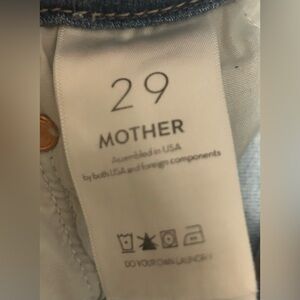 29
MOTHER
Assembled in USA
by both USA and foreign components
DO YOUR OWN LAUNDRY!